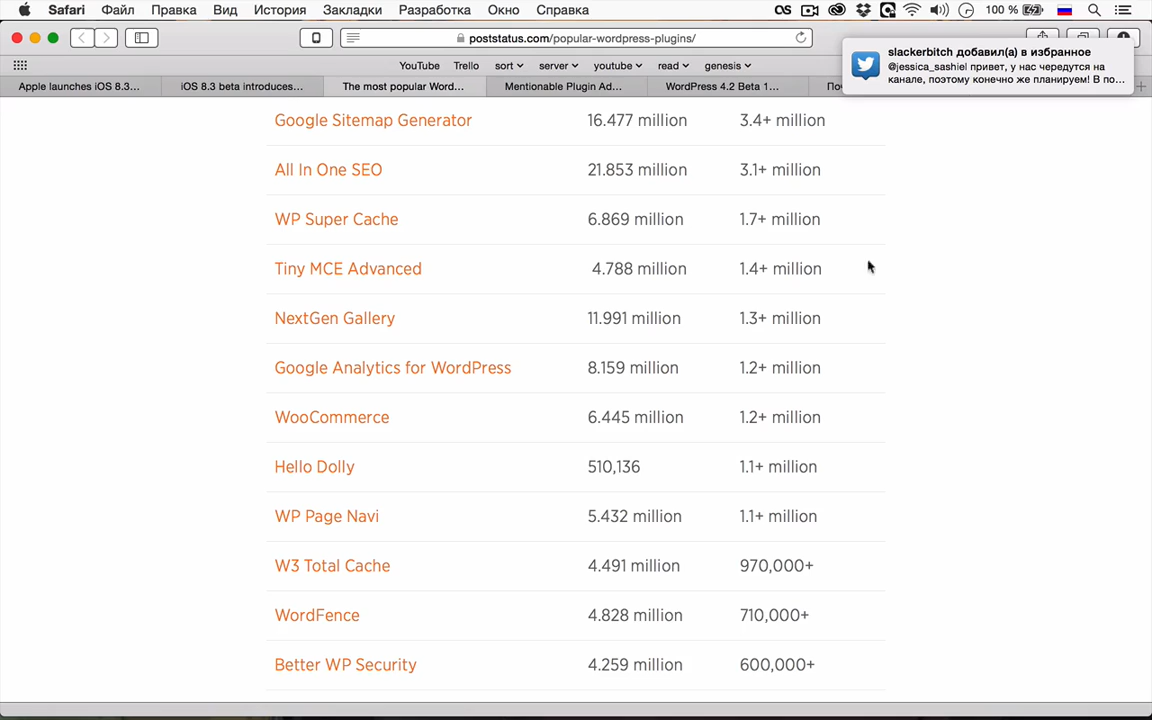 Safari Файл Правка Вид История Закладки Разработка Окно Справка 100 %
poststatus.com/popular-wordpress-plugins/
slackerbitch добавил(а) в избранное
@jessica_sashiel привет, у нас чередутся на
канале, поэтому конечно же планируем! В по...
YouTube Trello sort server youtube read genesis
Apple launches iOS 8.3... iOS 8.3 beta introduces... The most popular Word... Mentionable Plugin Ad... WordPress 4.2 Beta 1...
Google Sitemap Generator 16.477 million 3.4+ million
All In One SEO 21.853 million 3.1+ million
WP Super Cache 6.869 million 1.7+ million
Tiny MCE Advanced 4.788 million 1.4+ million
NextGen Gallery 11.991 million 1.3+ million
Google Analytics for WordPress 8.159 million 1.2+ million
WooCommerce 6.445 million 1.2+ million
Hello Dolly 510,136 1.1+ million
WP Page Navi 5.432 million 1.1+ million
W3 Total Cache 4.491 million 970,000+
WordFence 4.828 million 710,000+
Better WP Security 4.259 million 600,000+